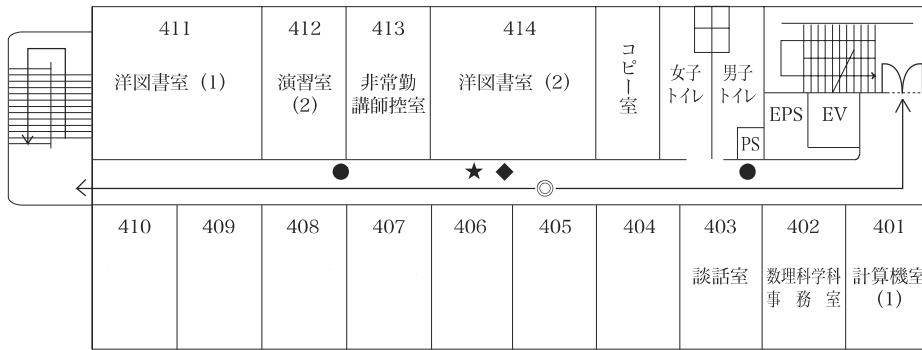 411
洋図書室 (1)
412
演習室
(2)
413
非常勤
講師控室
414
洋図書室 (2)
コピー室
女子
トイレ
男子
トイレ
PS
EPS
EV
410
409
408
407
406
405
404
403
談話室
402
数理科学科
事務室
401
計算機室
(1)